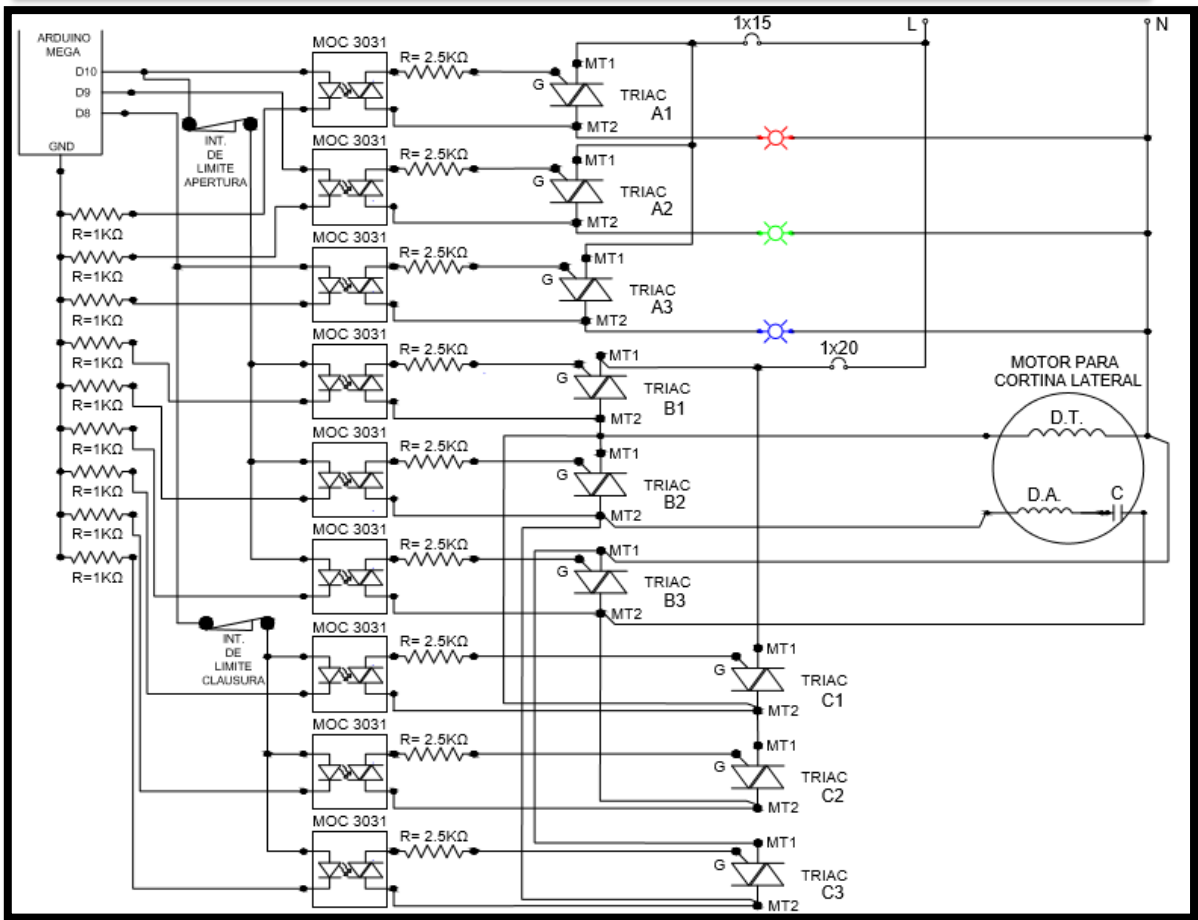 1x15
L
N
ARDUINO
MEGA
D10
D9
D8
GND
MOC 3031
R= 2.5KΩ
MT1
G
TRIAC
A1
MT2
INT.
DE
LIMITE
APERTURA
MOC 3031
R= 2.5KΩ
MT1
G
TRIAC
A2
MT2
R=1KΩ
MOC 3031
R= 2.5KΩ
MT1
G
TRIAC
A3
MT2
R=1KΩ
R=1KΩ
MOC 3031
R= 2.5KΩ
MT1
G
TRIAC
B1
MT2
1x20
MOTOR PARA
CORTINA LATERAL
D.T.
D.A.
C
R=1KΩ
R=1KΩ
MOC 3031
R= 2.5KΩ
MT1
G
TRIAC
B2
MT2
R=1KΩ
R=1KΩ
R=1KΩ
MOC 3031
R= 2.5KΩ
MT1
G
TRIAC
B3
MT2
R=1KΩ
INT.
DE
LIMITE
CLAUSURA
MOC 3031
R= 2.5KΩ
MT1
G
TRIAC
C1
MT2
MOC 3031
R= 2.5KΩ
MT1
G
TRIAC
C2
MT2
MOC 3031
R= 2.5KΩ
MT1
G
TRIAC
C3
MT2